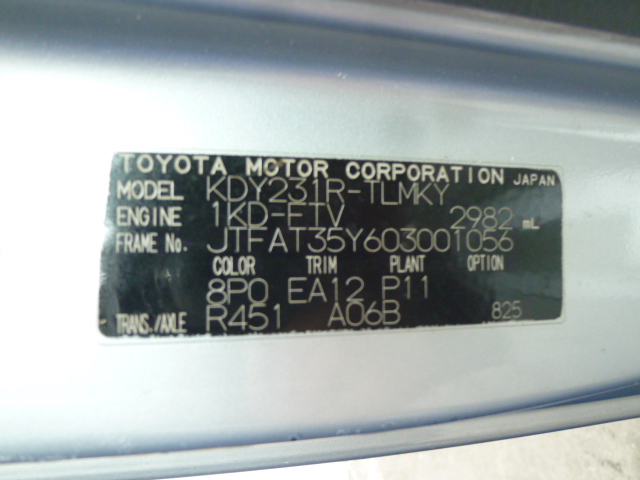 TOYOTA MOTOR CORPORATION JAPAN
MODEL KDY231R-TLMKY
ENGINE 1KD-FTV 2982 mL
FRAME No. JTFAT35Y603001056
COLOR TRIM PLANT OPTION
8P0 EA12 P11
TRANS./AXLE R451 A06B 825